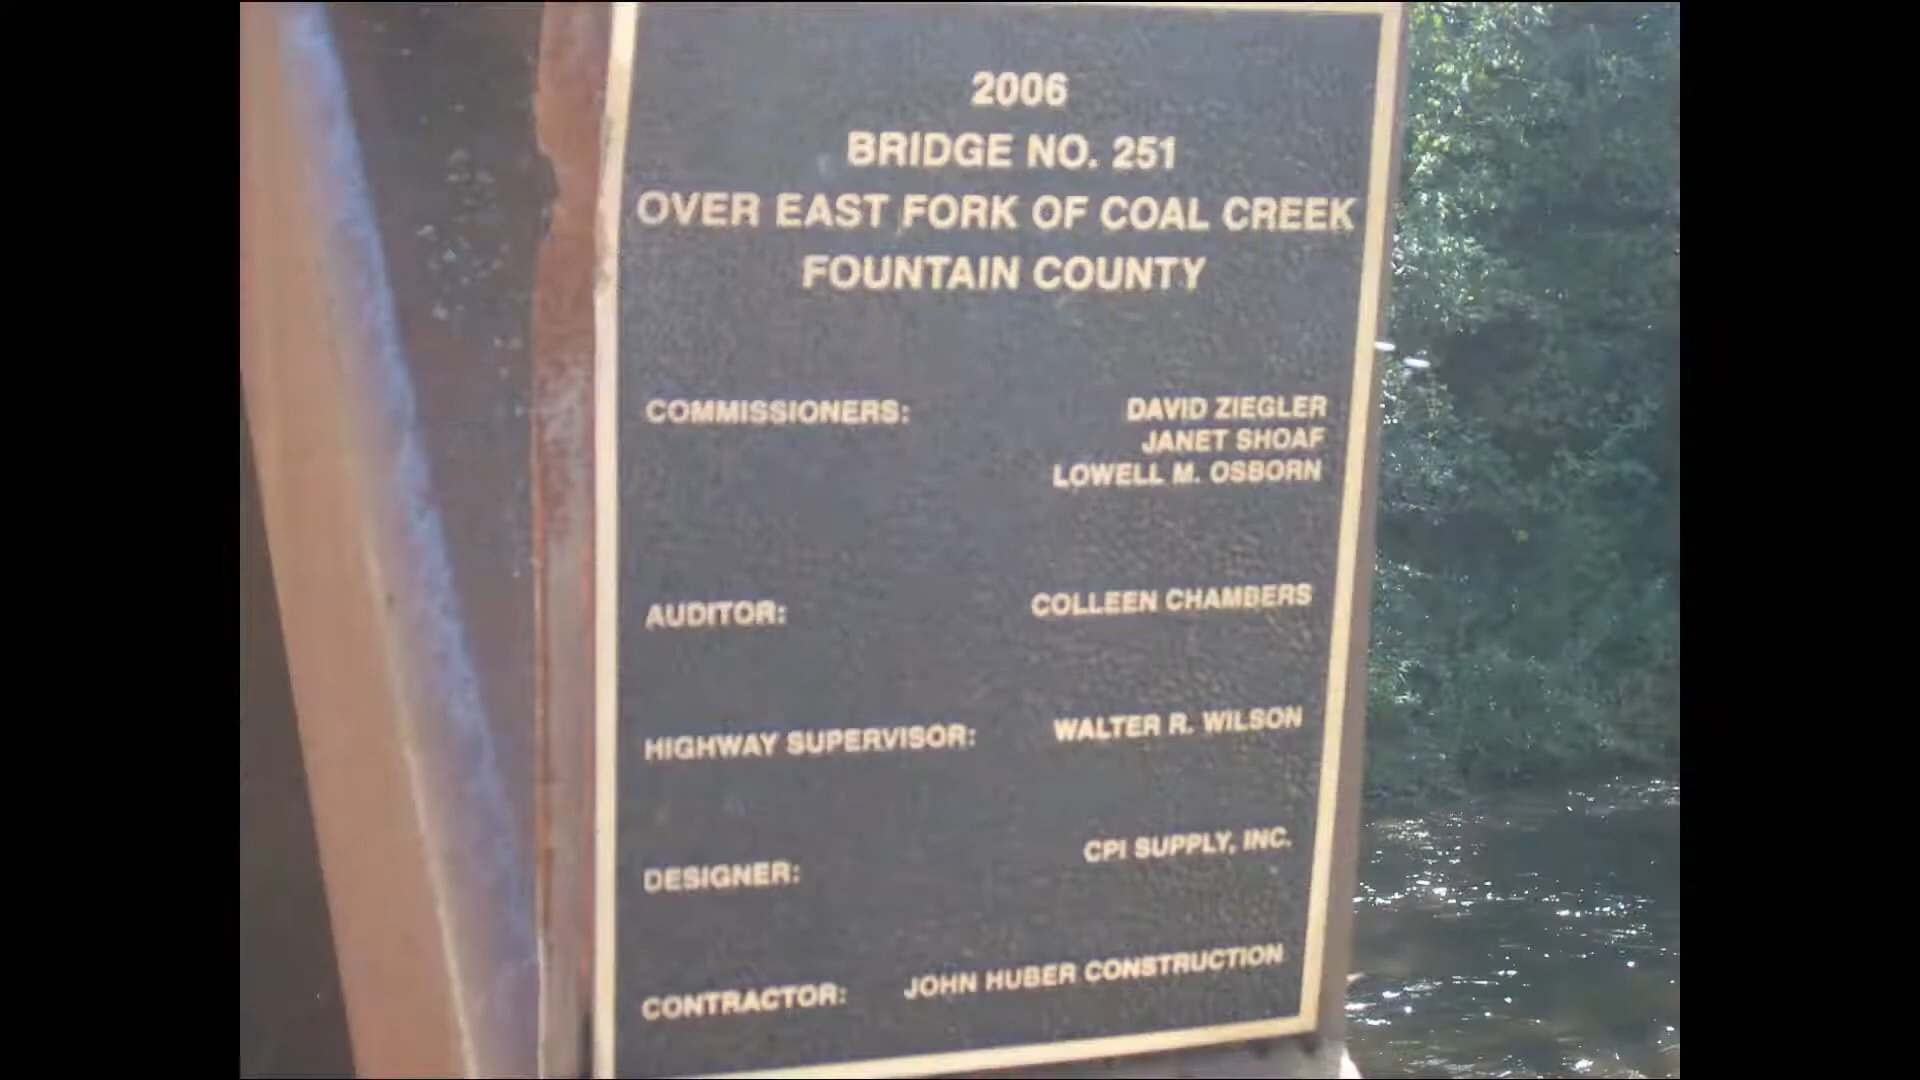 2006
BRIDGE NO. 251
OVER EAST FORK OF COAL CREEK
FOUNTAIN COUNTY
COMMISSIONERS: DAVID ZIEGLER
JANET SHOAF
LOWELL M. OSBORN
AUDITOR: COLLEEN CHAMBERS
HIGHWAY SUPERVISOR: WALTER R. WILSON
DESIGNER: CPI SUPPLY, INC.
CONTRACTOR: JOHN HUBER CONSTRUCTION